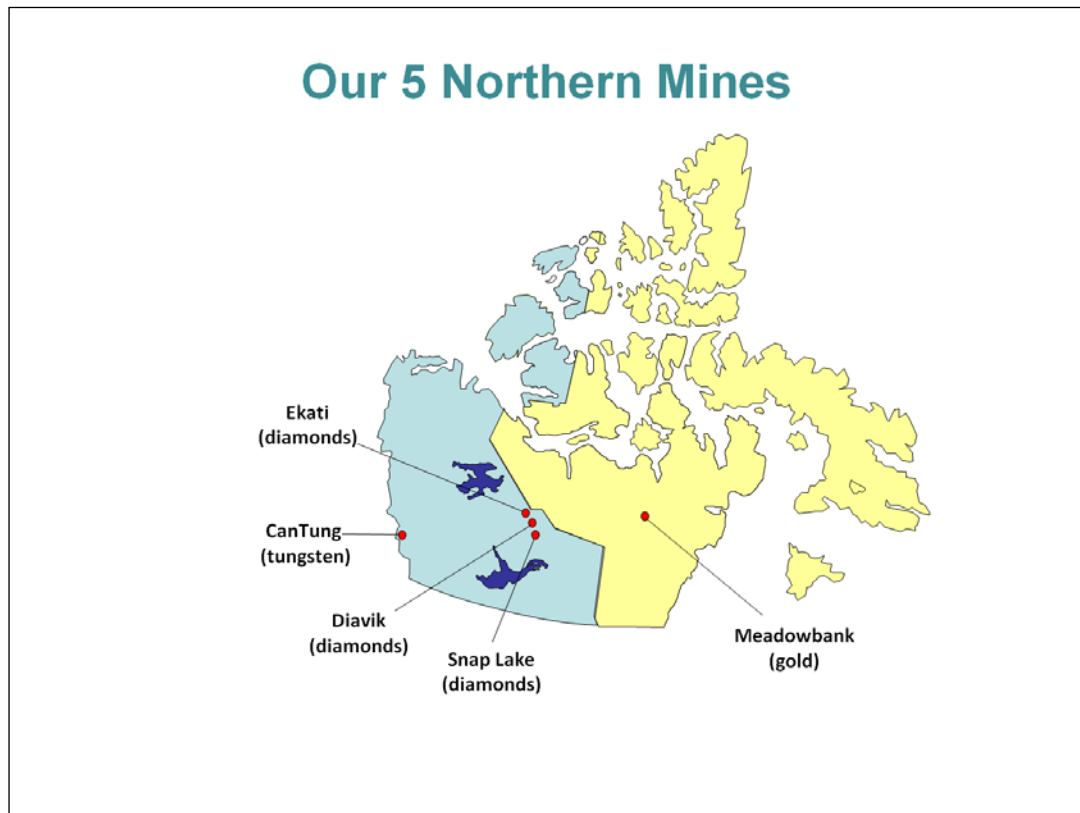 Our 5 Northern Mines
Ekati
(diamonds)
CanTung
(tungsten)
Diavik
(diamonds)
Snap Lake
(diamonds)
Meadowbank
(gold)